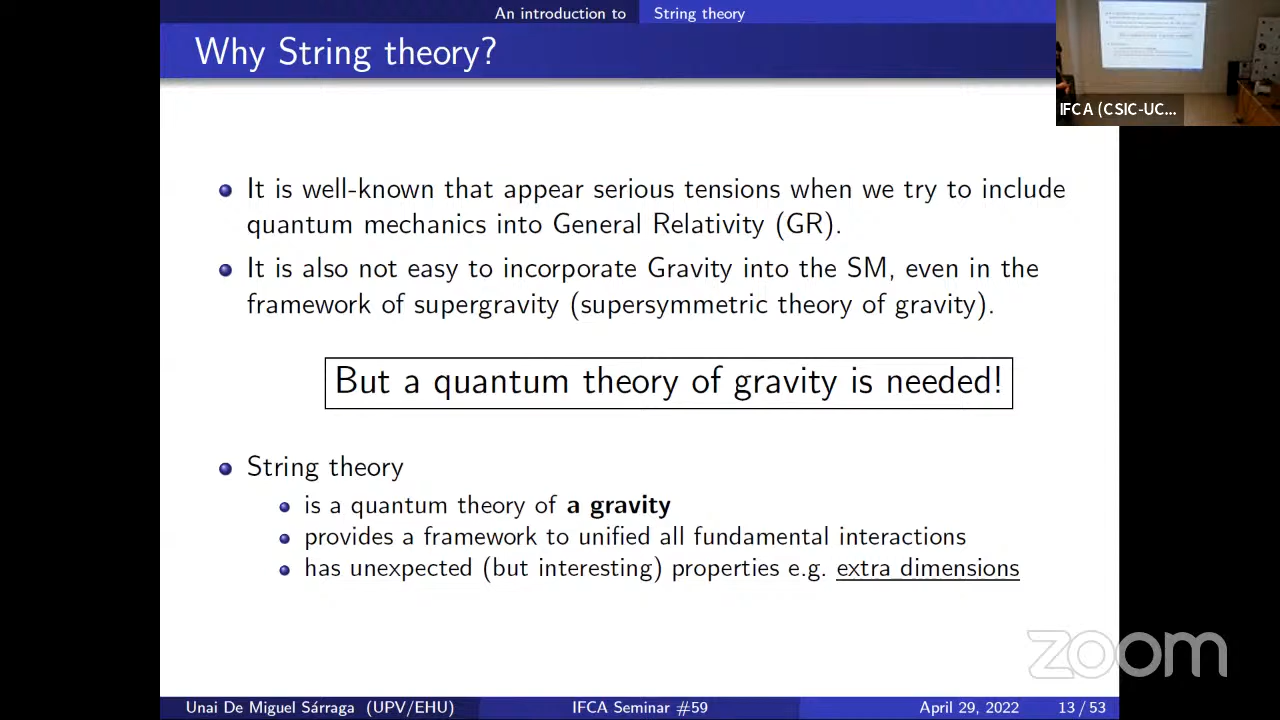 An introduction to String theory
Why String theory?
IFCA (CSIC-UC...
It is well-known that appear serious tensions when we try to include
quantum mechanics into General Relativity (GR).
It is also not easy to incorporate Gravity into the SM, even in the
framework of supergravity (supersymmetric theory of gravity).
But a quantum theory of gravity is needed!
String theory
is a quantum theory of a gravity
provides a framework to unified all fundamental interactions
has unexpected (but interesting) properties e.g. extra dimensions
zoom
Unai De Miguel Sárraga (UPV/EHU) IFCA Seminar #59 April 29, 2022 13 / 53